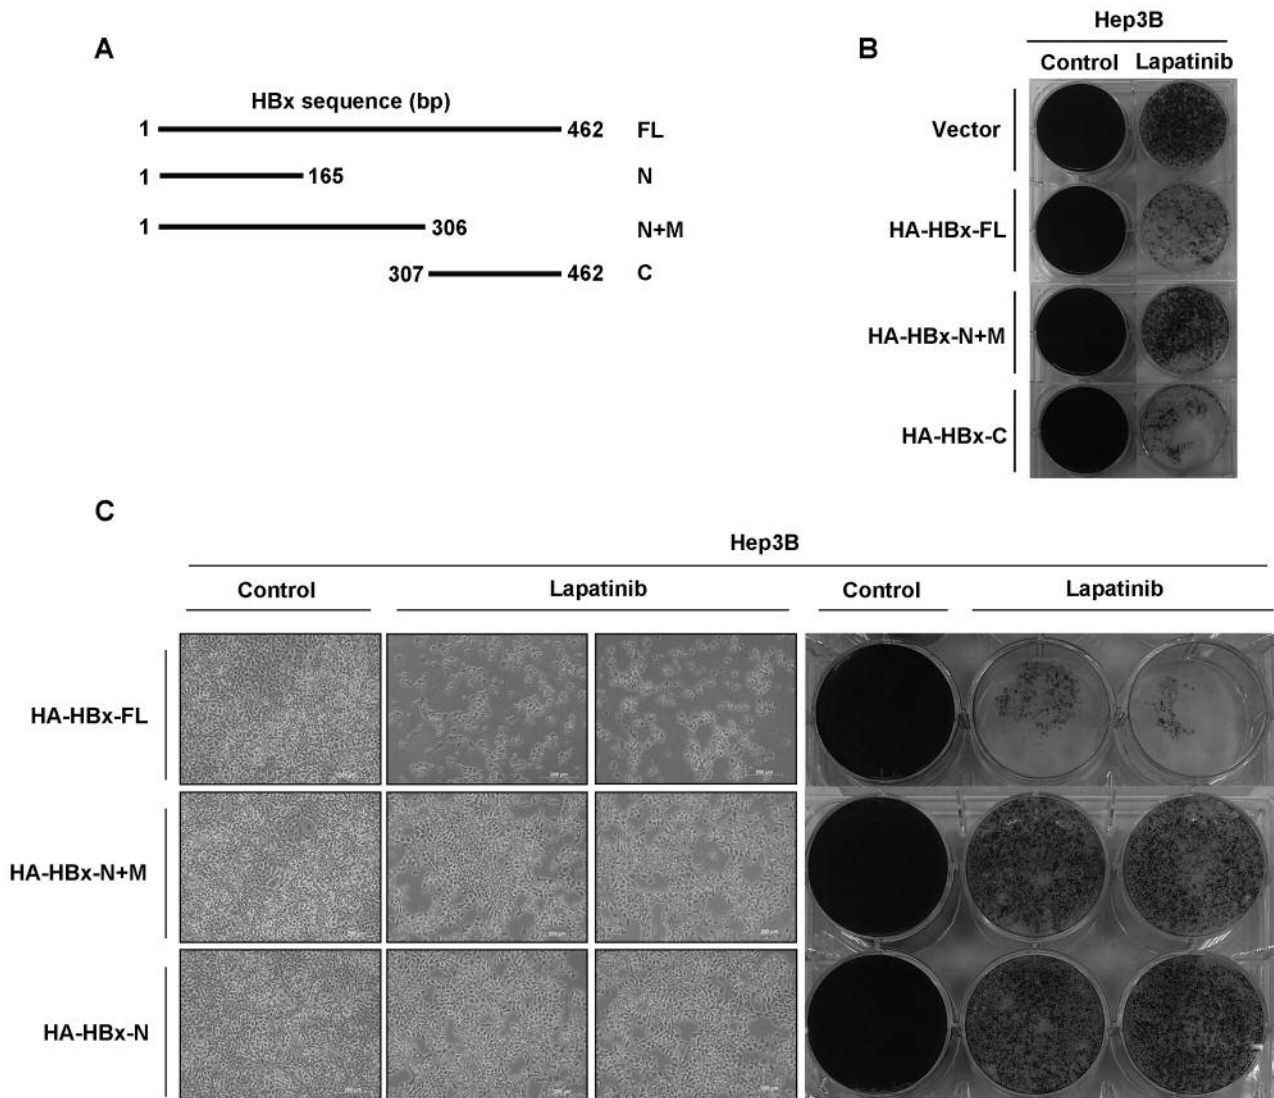 A
HBx sequence (bp)
1 462 FL
1 165 N
1 306 N+M
307 462 C
B
Hep3B
Control Lapatinib
Vector
HA-HBx-FL
HA-HBx-N+M
HA-HBx-C
C
Hep3B
Control Lapatinib Control Lapatinib
HA-HBx-FL
HA-HBx-N+M
HA-HBx-N